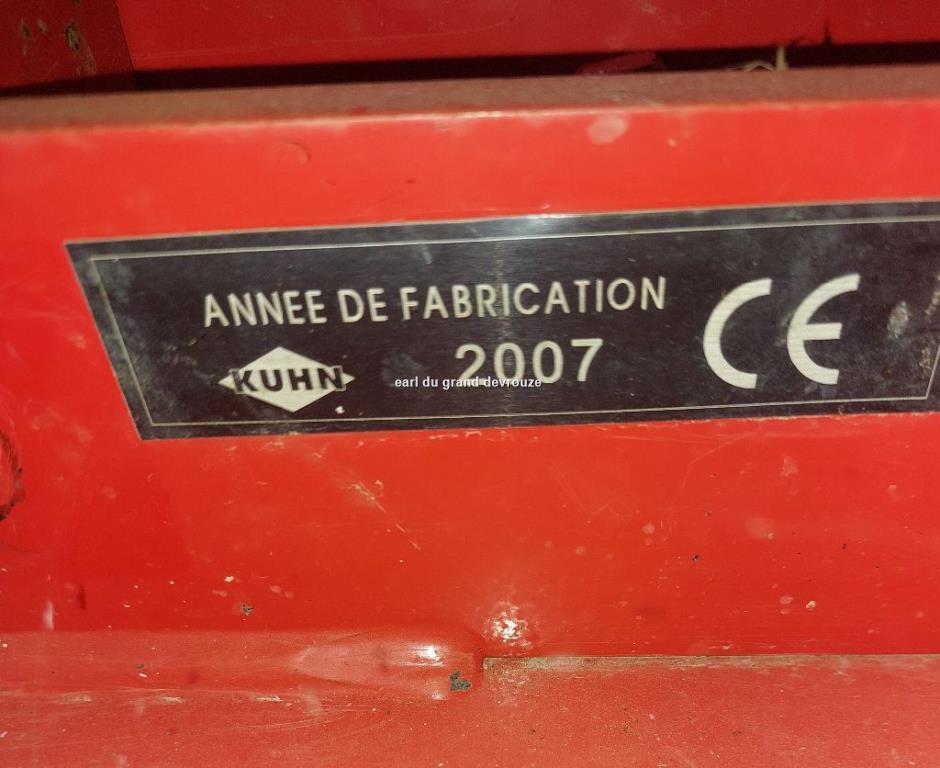 ANNEE DE FABRICATION
2007
KUHN
CE
earl du grand devrouze